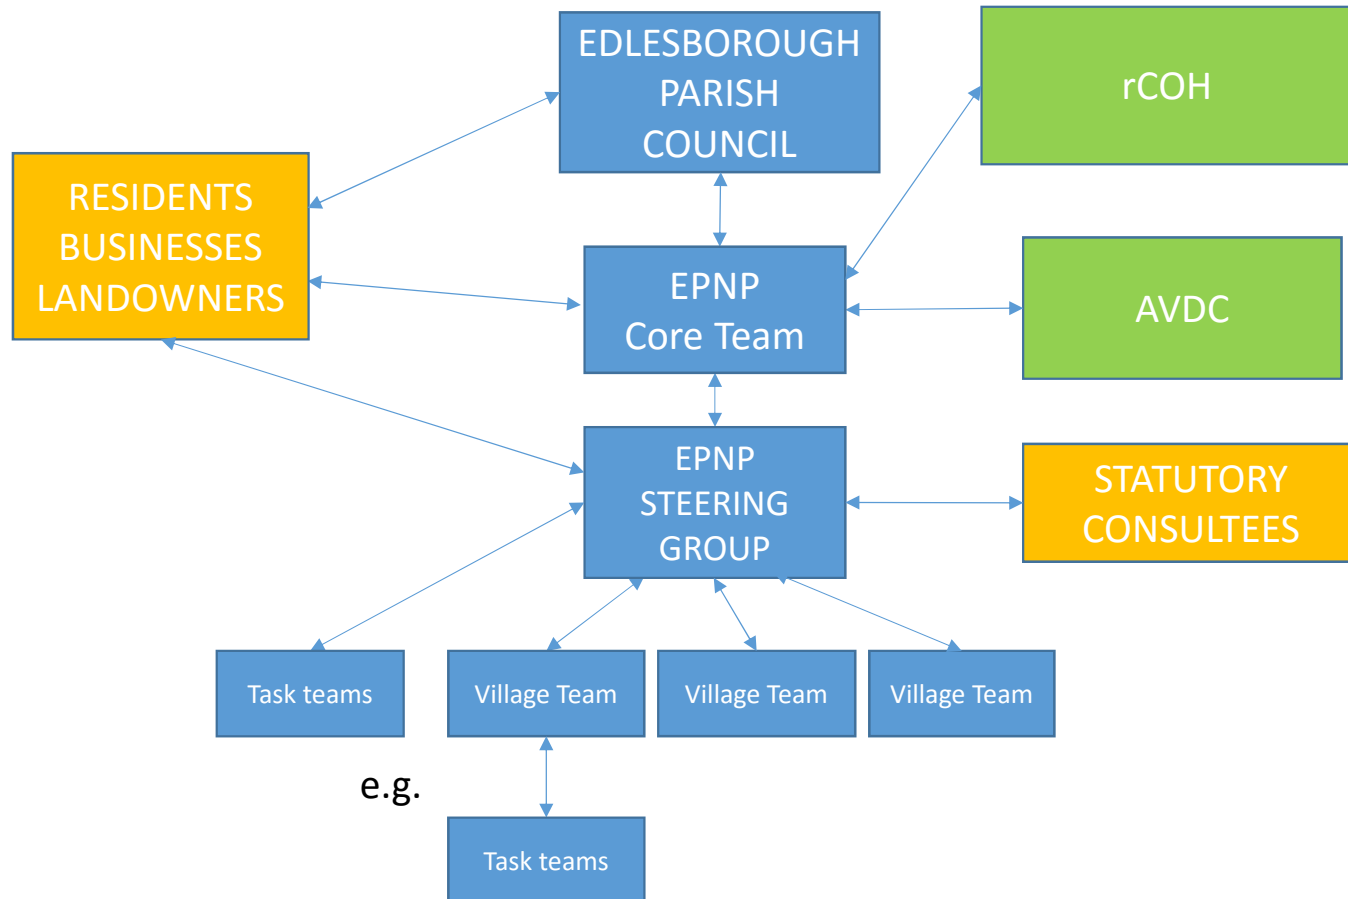 EDLESBOROUGH
PARISH
COUNCIL
rCOH
RESIDENTS
BUSINESSES
LANDOWNERS
EPNP
Core Team
AVDC
EPNP
STEERING
GROUP
STATUTORY
CONSULTEES
Task teams
Village Team
Village Team
Village Team
e.g.
Task teams